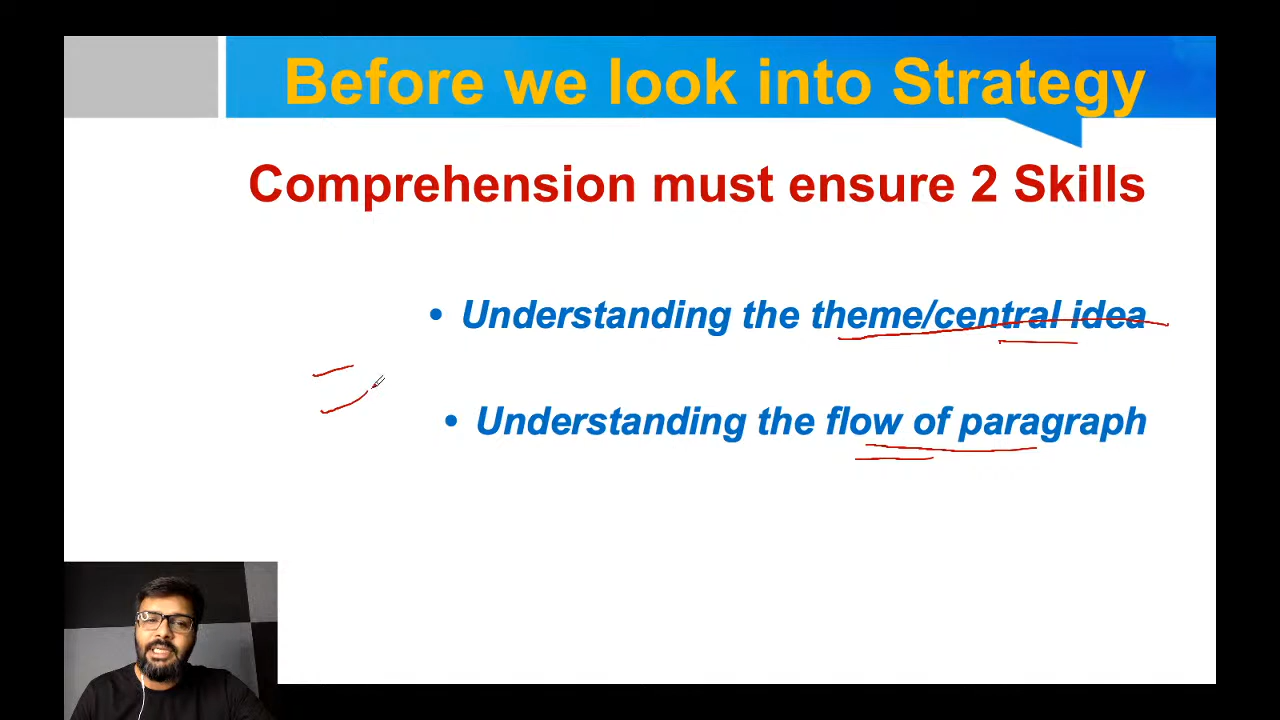 Before we look into Strategy
Comprehension must ensure 2 Skills
• Understanding the theme/central idea
• Understanding the flow of paragraph